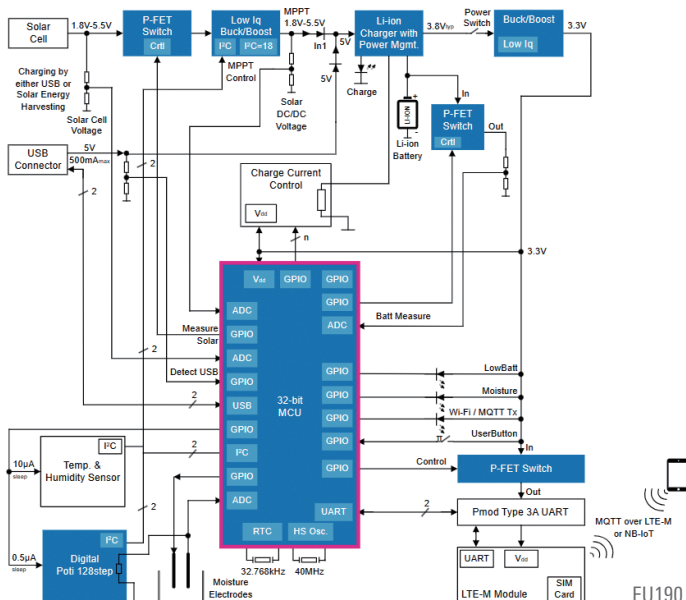 Solar
Cell
1.8V-5.5V
P-FET
Switch
Crtl
Low Iq
Buck/Boost
I²C
I²C=18
MPPT
1.8V-5.5V
In1
5V
Li-ion
Charger with
Power Mgmt.
3.8Vtyp
Power
Switch
Buck/Boost
Low Iq
3.3V
MPPT
Control
Charging by
either USB or
Solar Energy
Harvesting
Solar Cell
Voltage
Solar
DC/DC
Voltage
5V
Charge
+
LI-ION
-
Li-ion
Battery
In
P-FET
Switch
Crtl
Out
USB
Connector
5V
500mAmax
2
2
Charge Current
Control
Vdd
n
3.3V
Vdd
GPIO
GPIO
GPIO
ADC
ADC
GPIO
ADC
GPIO
USB
GPIO
I²C
GPIO
ADC
GPIO
GPIO
GPIO
GPIO
GPIO
UART
RTC
HS Osc.
32-bit
MCU
Measure
Solar
Detect USB
2
2
2
2
Batt Measure
LowBatt
Moisture
Wi-Fi / MQTT Tx
UserButton
Control
In
P-FET Switch
Out
2
Pmod Type 3A UART
UART
Vdd
LTE-M Module
SIM
Card
MQTT over LTE-M
or NB-IoT
10µA
sleep
I²C
Temp. &
Humidity Sensor
0.5µA
sleep
I²C
Digital
Poti 128step
32.768kHz
40MHz
Moisture
Electrodes
EU190